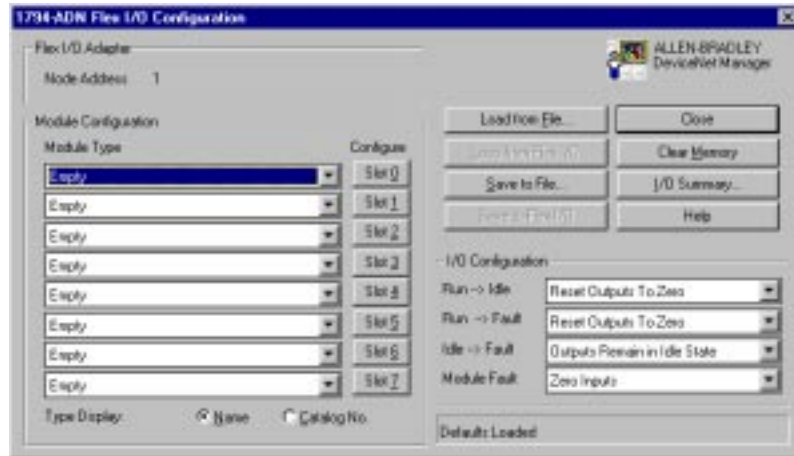 1794-ADN Flex I/O Configuration
Flex I/O Adapter
Node Address 1
ALLEN-BRADLEY
DeviceNet Manager
Module Configuration
Module Type Configure
Empty Slot 0
Empty Slot 1
Empty Slot 2
Empty Slot 3
Empty Slot 4
Empty Slot 5
Empty Slot 6
Empty Slot 7
Type Display: Name Catalog No.
Load from File... Close
Clear Memory
Save to File... I/O Summary...
Help
I/O Configuration
Run --> Idle Reset Outputs To Zero
Run --> Fault Reset Outputs To Zero
Idle --> Fault Outputs Remain in Idle State
Module Fault Zero Inputs
Defaults Loaded